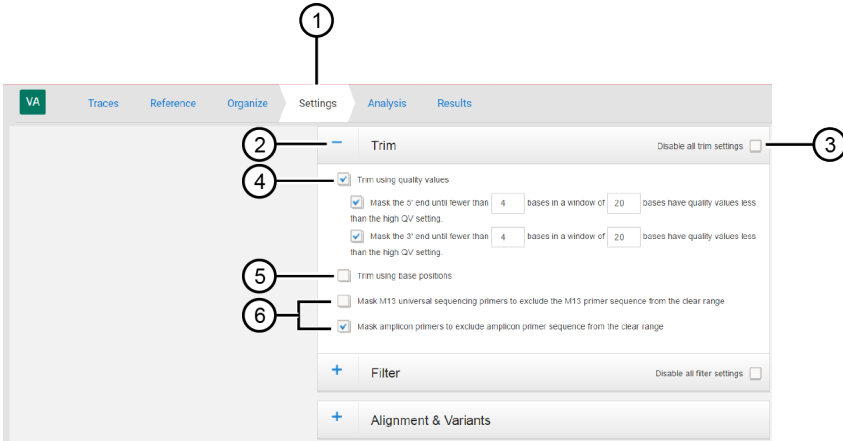 1
VA Traces Reference Organize Settings Analysis Results
2 − Trim Disable all trim settings 3
4 Trim using quality values
Mask the 5' end until fewer than 4 bases in a window of 20 bases have quality values less
than the high QV setting.
Mask the 3' end until fewer than 4 bases in a window of 20 bases have quality values less
than the high QV setting.
5 Trim using base positions
Mask M13 universal sequencing primers to exclude the M13 primer sequence from the clear range
6
Mask amplicon primers to exclude amplicon primer sequence from the clear range
+ Filter Disable all filter settings
+ Alignment & Variants